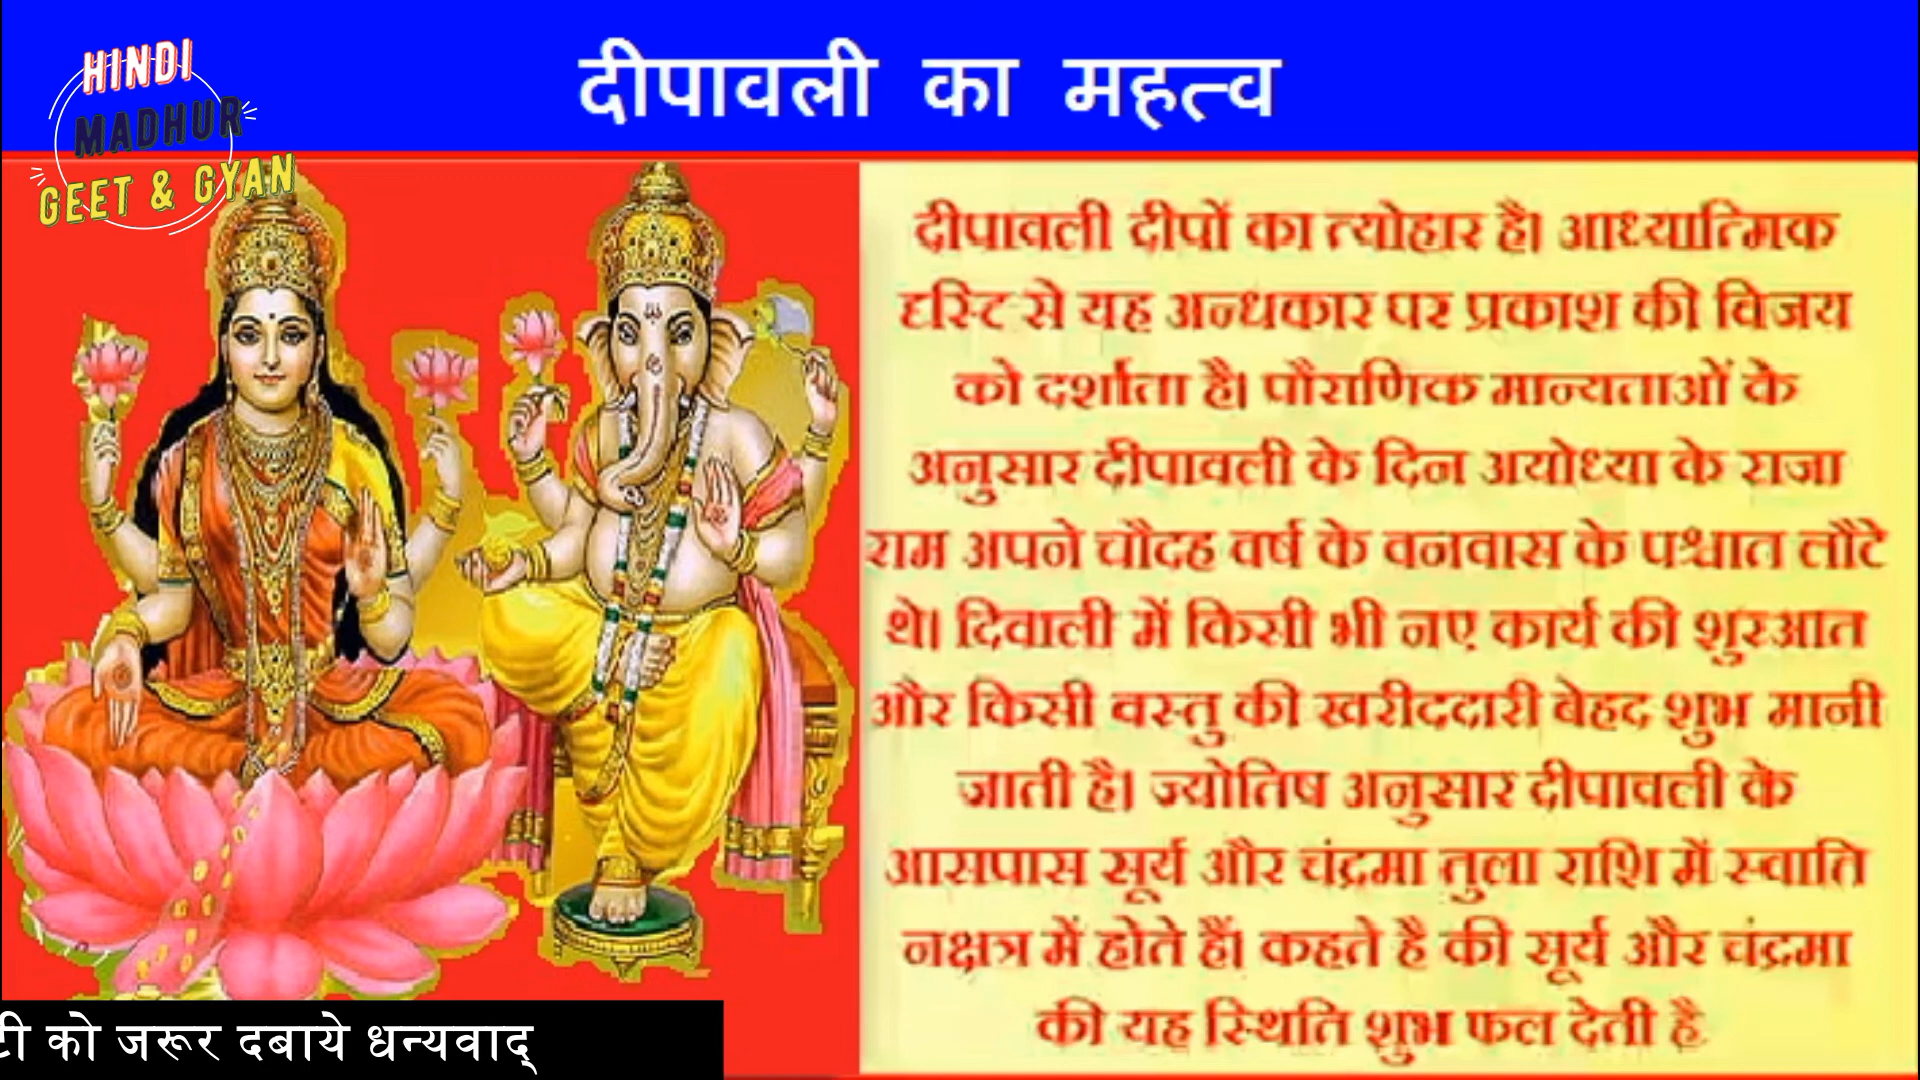 HINDI
MADHUR
GEET & GYAN
दीपावली का महत्व
दीपावली दीपों का त्योहार है। आध्यात्मिक
दृस्टि से यह अन्धकार पर प्रकाश की विजय
को दर्शाता है। पौराणिक मान्यताओं के
अनुसार दीपावली के दिन अयोध्या के राजा
राम अपने चौदह वर्ष के वनवास के पश्चात लौटे
थे। दिवाली में किसी भी नए कार्य की शुरआत
और किसी वस्तु की खरीददारी बेहद शुभ मानी
जाती है। ज्योतिष अनुसार दीपावली के
आसपास सूर्य और चंद्रमा तुला राशि में स्वाति
नक्षत्र में होते हैं। कहते है की सूर्य और चंद्रमा
की यह स्थिति शुभ फल देती है
को जरूर दबाये धन्यवाद्